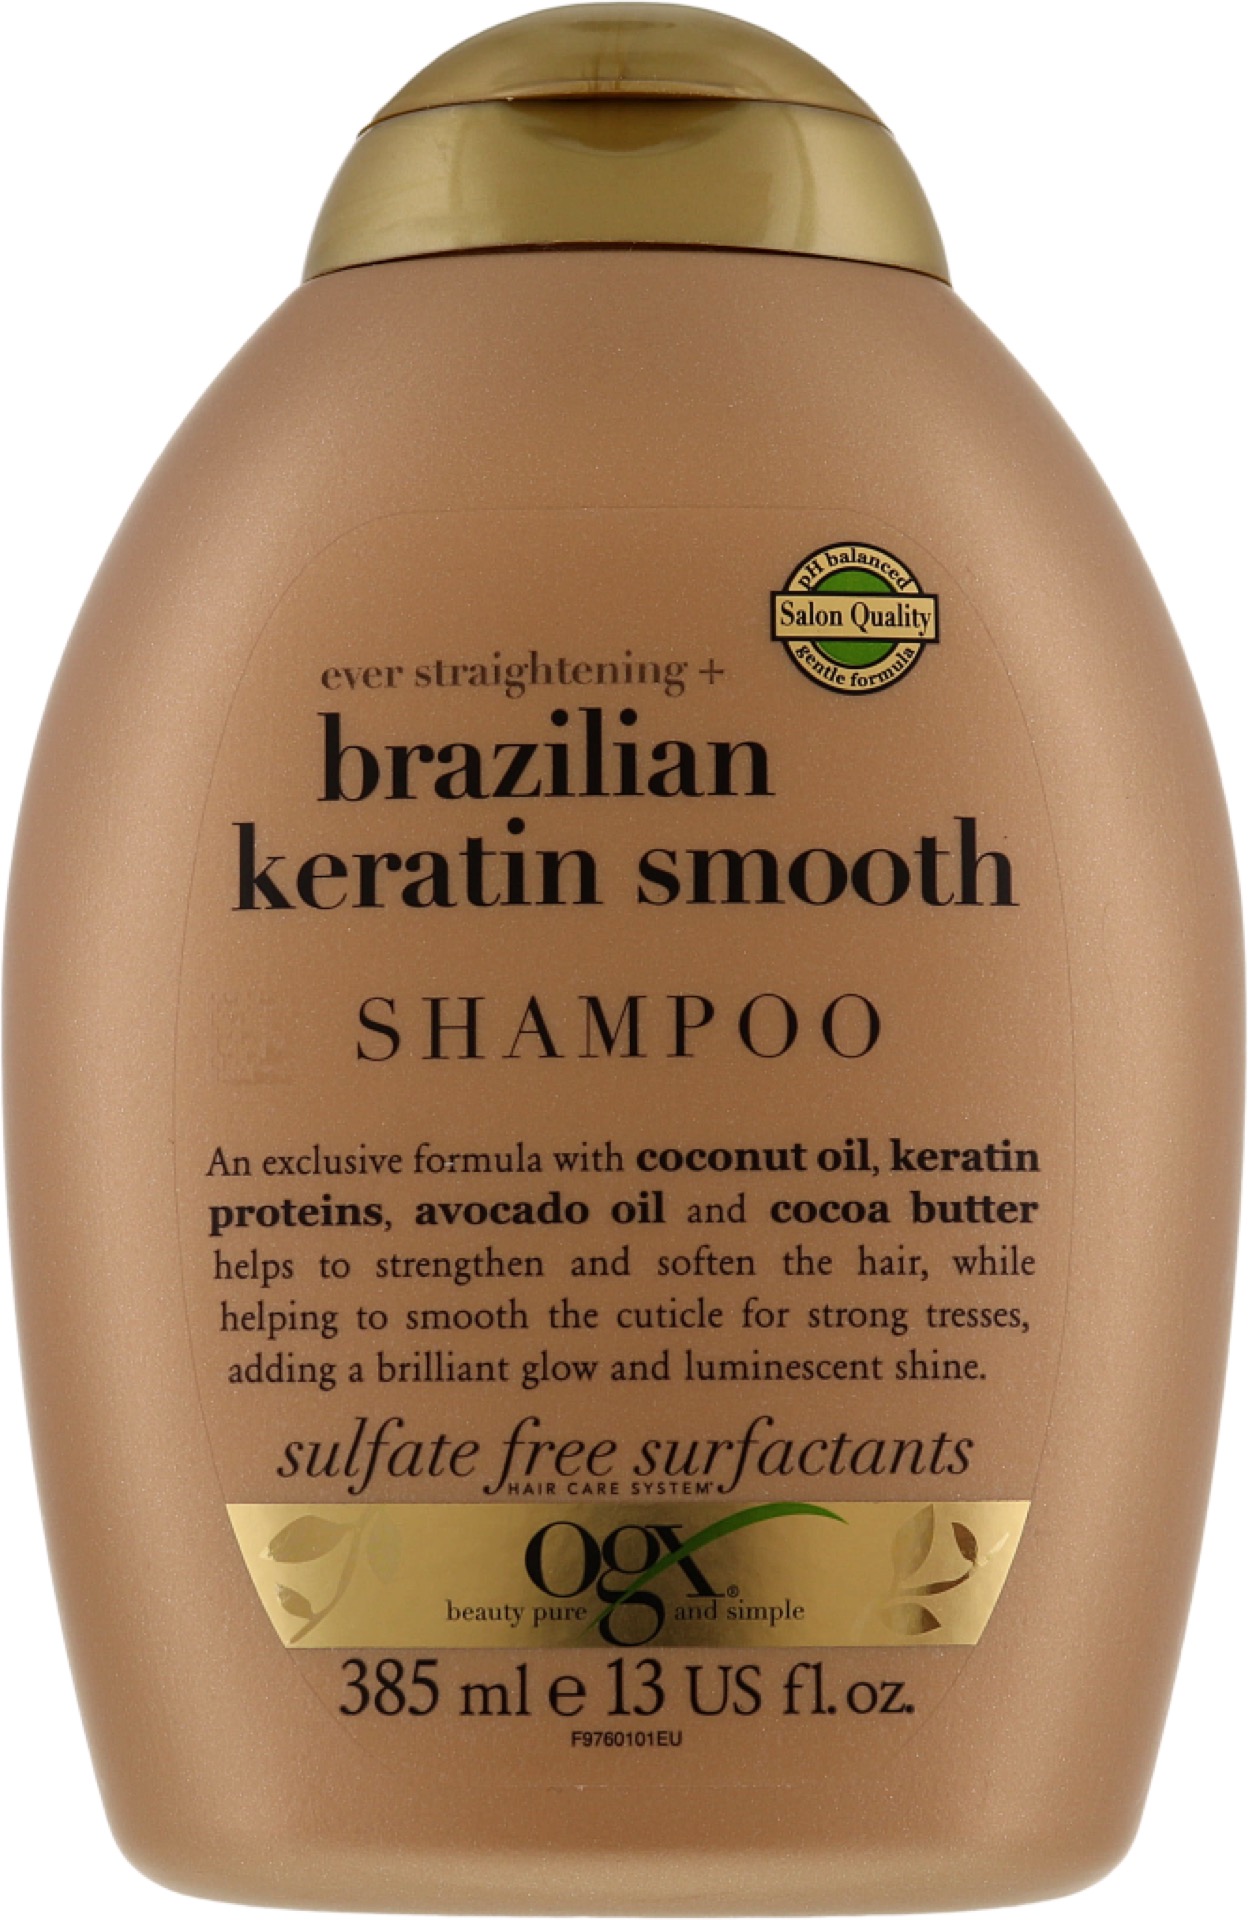 pH balanced
Salon Quality
gentle formula
ever straightening +
brazilian
keratin smooth
SHAMPOO
An exclusive formula with coconut oil, keratin
proteins, avocado oil and cocoa butter
helps to strengthen and soften the hair, while
helping to smooth the cuticle for strong tresses,
adding a brilliant glow and luminescent shine.
sulfate free surfactants
HAIR CARE SYSTEM™
ogx®
beauty pure and simple
385 ml e 13 US fl. oz.
F9760101EU